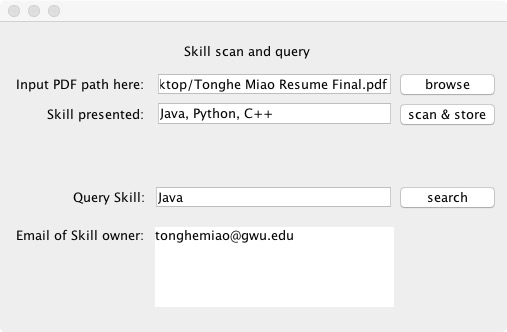 Skill scan and query
Input PDF path here: ktop/Tonghe Miao Resume Final.pdf browse
Skill presented: Java, Python, C++ scan & store
Query Skill: Java search
Email of Skill owner: tonghemiao@gwu.edu